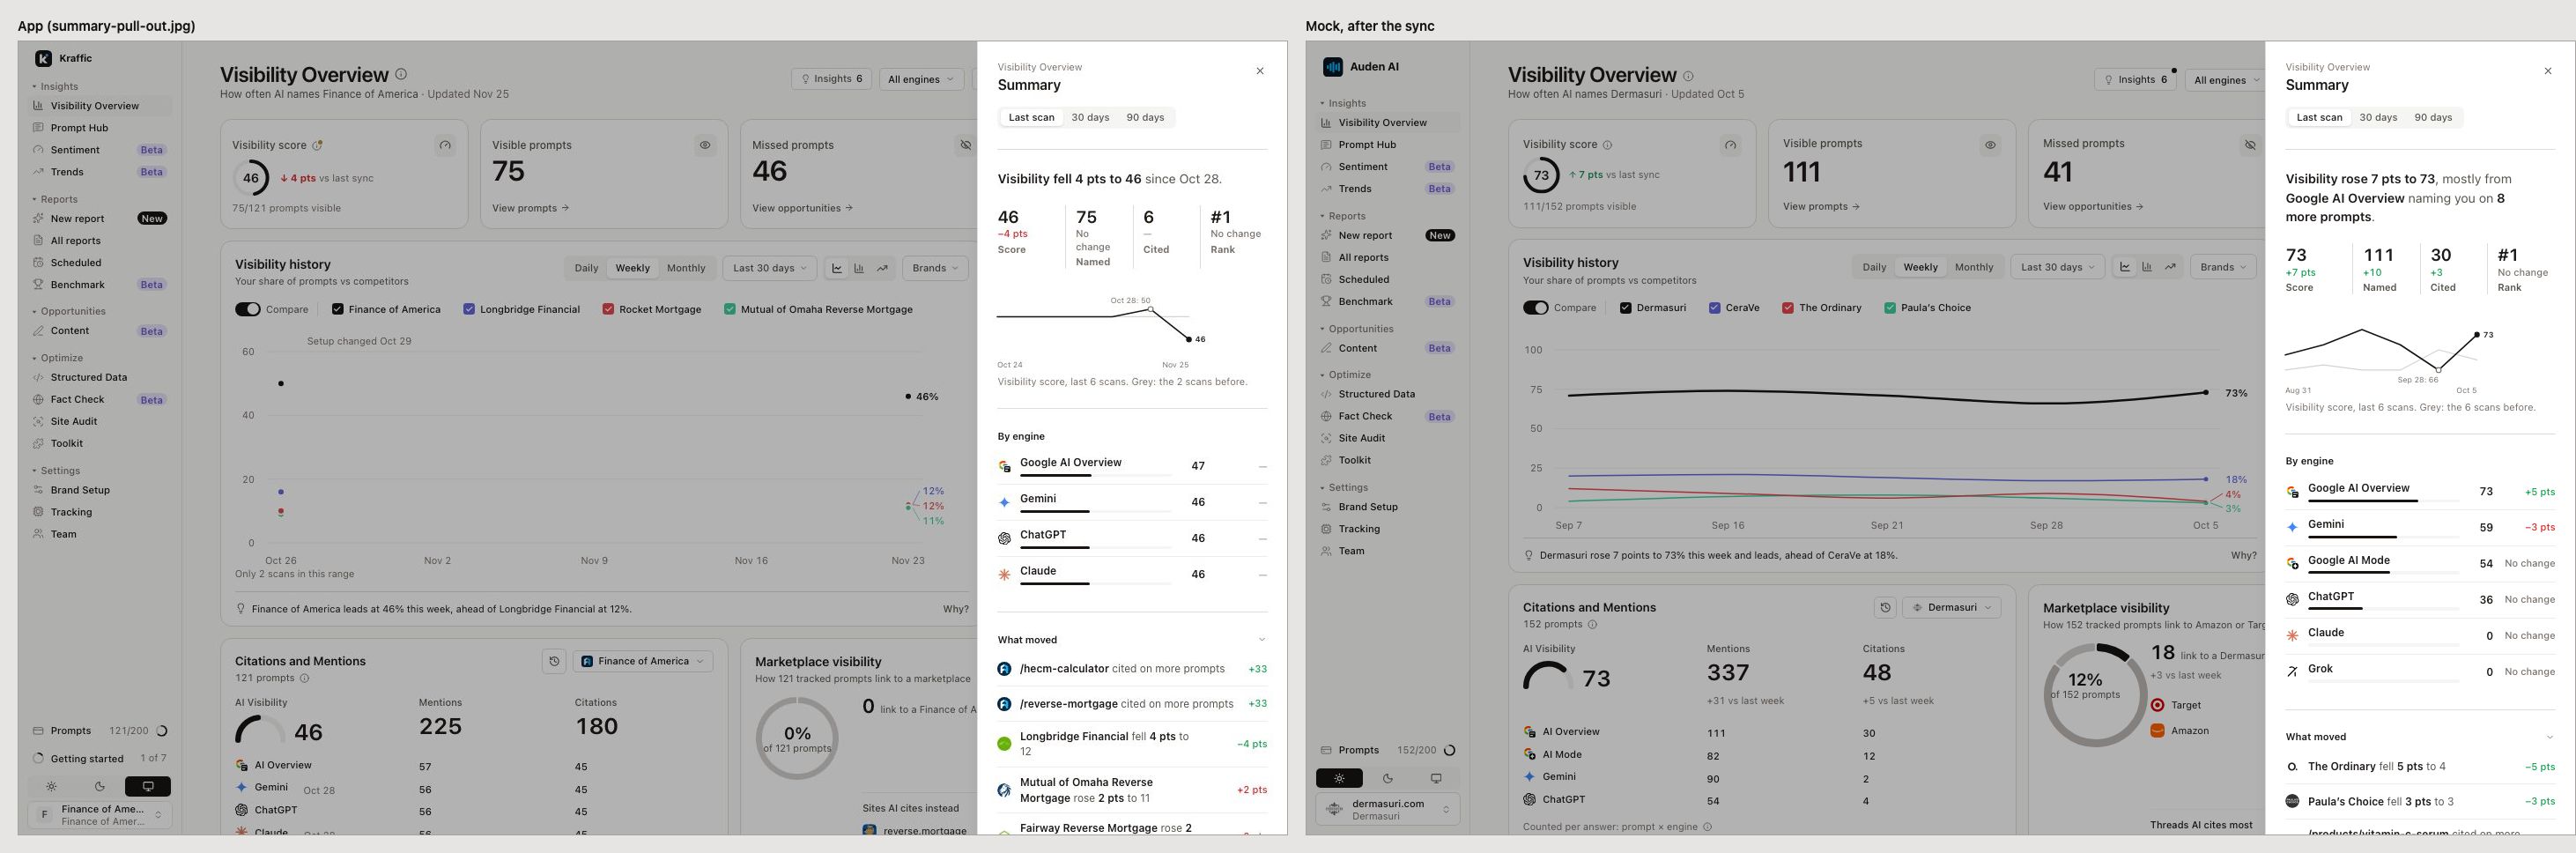 App (summary-pull-out.jpg)
Kraffic
Insights
Visibility Overview
Prompt Hub
Sentiment Beta
Trends Beta
Reports
New report New
All reports
Scheduled
Benchmark Beta
Opportunities
Content Beta
Optimize
Structured Data
Fact Check Beta
Site Audit
Toolkit
Settings
Brand Setup
Tracking
Team
Prompts 121/200
Getting started 1 of 7
F Finance of Ame...
Finance of Amer...
Visibility Overview
How often AI names Finance of America · Updated Nov 25
Insights 6 All engines
Visibility score
46 ↓ 4 pts vs last sync
75/121 prompts visible
Visible prompts
75
View prompts →
Missed prompts
46
View opportunities →
Visibility history
Your share of prompts vs competitors
Daily Weekly Monthly Last 30 days Brands
Compare Finance of America Longbridge Financial Rocket Mortgage Mutual of Omaha Reverse Mortgage
Setup changed Oct 29
60
40
20
0
46%
12%
12%
11%
Oct 26 Nov 2 Nov 9 Nov 16 Nov 23
Only 2 scans in this range
Finance of America leads at 46% this week, ahead of Longbridge Financial at 12%. Why?
Citations and Mentions
121 prompts
Finance of America
AI Visibility Mentions Citations
46 225 180
AI Overview 57 45
Gemini Oct 28 56 45
ChatGPT 56 45
Claude
Marketplace visibility
How 121 tracked prompts link to a marketplace
0%
of 121 prompts
0 link to a Finance of A
Sites AI cites instead
reverse.mortgage
Visibility Overview
Summary
Last scan 30 days 90 days
Visibility fell 4 pts to 46 since Oct 28.
46
−4 pts
Score
75
No change
Named
6
—
Cited
#1
No change
Rank
Oct 28: 50
46
Oct 24 Nov 25
Visibility score, last 6 scans. Grey: the 2 scans before.
By engine
Google AI Overview 47 —
Gemini 46 —
ChatGPT 46 —
Claude 46 —
What moved
/hecm-calculator cited on more prompts +33
/reverse-mortgage cited on more prompts +33
Longbridge Financial fell 4 pts to 12 −4 pts
Mutual of Omaha Reverse
Mortgage rose 2 pts to 11 +2 pts
Fairway Reverse Mortgage rose 2
Mock, after the sync
Auden AI
Insights
Visibility Overview
Prompt Hub
Sentiment Beta
Trends Beta
Reports
New report New
All reports
Scheduled
Benchmark Beta
Opportunities
Content Beta
Optimize
Structured Data
Fact Check Beta
Site Audit
Toolkit
Settings
Brand Setup
Tracking
Team
Prompts 152/200
dermasuri.com
Dermasuri
Visibility Overview
How often AI names Dermasuri · Updated Oct 5
Insights 6 All engines
Visibility score
73 ↑ 7 pts vs last sync
111/152 prompts visible
Visible prompts
111
View prompts →
Missed prompts
41
View opportunities →
Visibility history
Your share of prompts vs competitors
Daily Weekly Monthly Last 30 days Brands
Compare Dermasuri CeraVe The Ordinary Paula's Choice
100
75
50
25
0
73%
18%
4%
3%
Sep 7 Sep 16 Sep 21 Sep 28 Oct 5
Dermasuri rose 7 points to 73% this week and leads, ahead of CeraVe at 18%. Why?
Citations and Mentions
152 prompts
Dermasuri
AI Visibility Mentions Citations
73 337 48
+31 vs last week +5 vs last week
AI Overview 111 30
AI Mode 82 12
Gemini 90 2
ChatGPT 54 4
Counted per answer: prompt × engine
Marketplace visibility
How 152 tracked prompts link to Amazon or Targ
12%
of 152 prompts
18 link to a Dermasur
+3 vs last week
Target
Amazon
Threads AI cites most
Visibility Overview
Summary
Last scan 30 days 90 days
Visibility rose 7 pts to 73, mostly from
Google AI Overview naming you on 8
more prompts.
73
+7 pts
Score
111
+10
Named
30
+3
Cited
#1
No change
Rank
73
Sep 28: 66
Aug 31 Oct 5
Visibility score, last 6 scans. Grey: the 6 scans before.
By engine
Google AI Overview 73 +5 pts
Gemini 59 −3 pts
Google AI Mode 54 No change
ChatGPT 36 No change
Claude 0 No change
Grok 0 No change
What moved
The Ordinary fell 5 pts to 4 −5 pts
Paula's Choice fell 3 pts to 3 −3 pts
/products/vitamin-c-serum cited on more